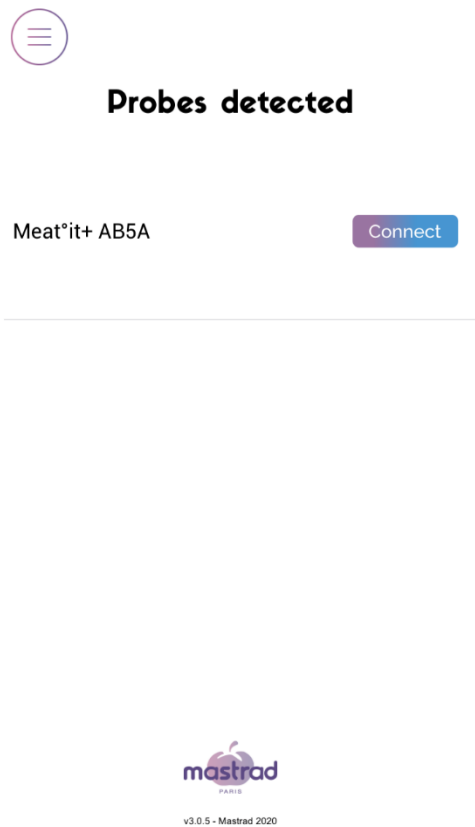 Probes detected
Meat°it+ AB5A
Connect
mastrad
PARIS
v3.0.5 - Mastrad 2020